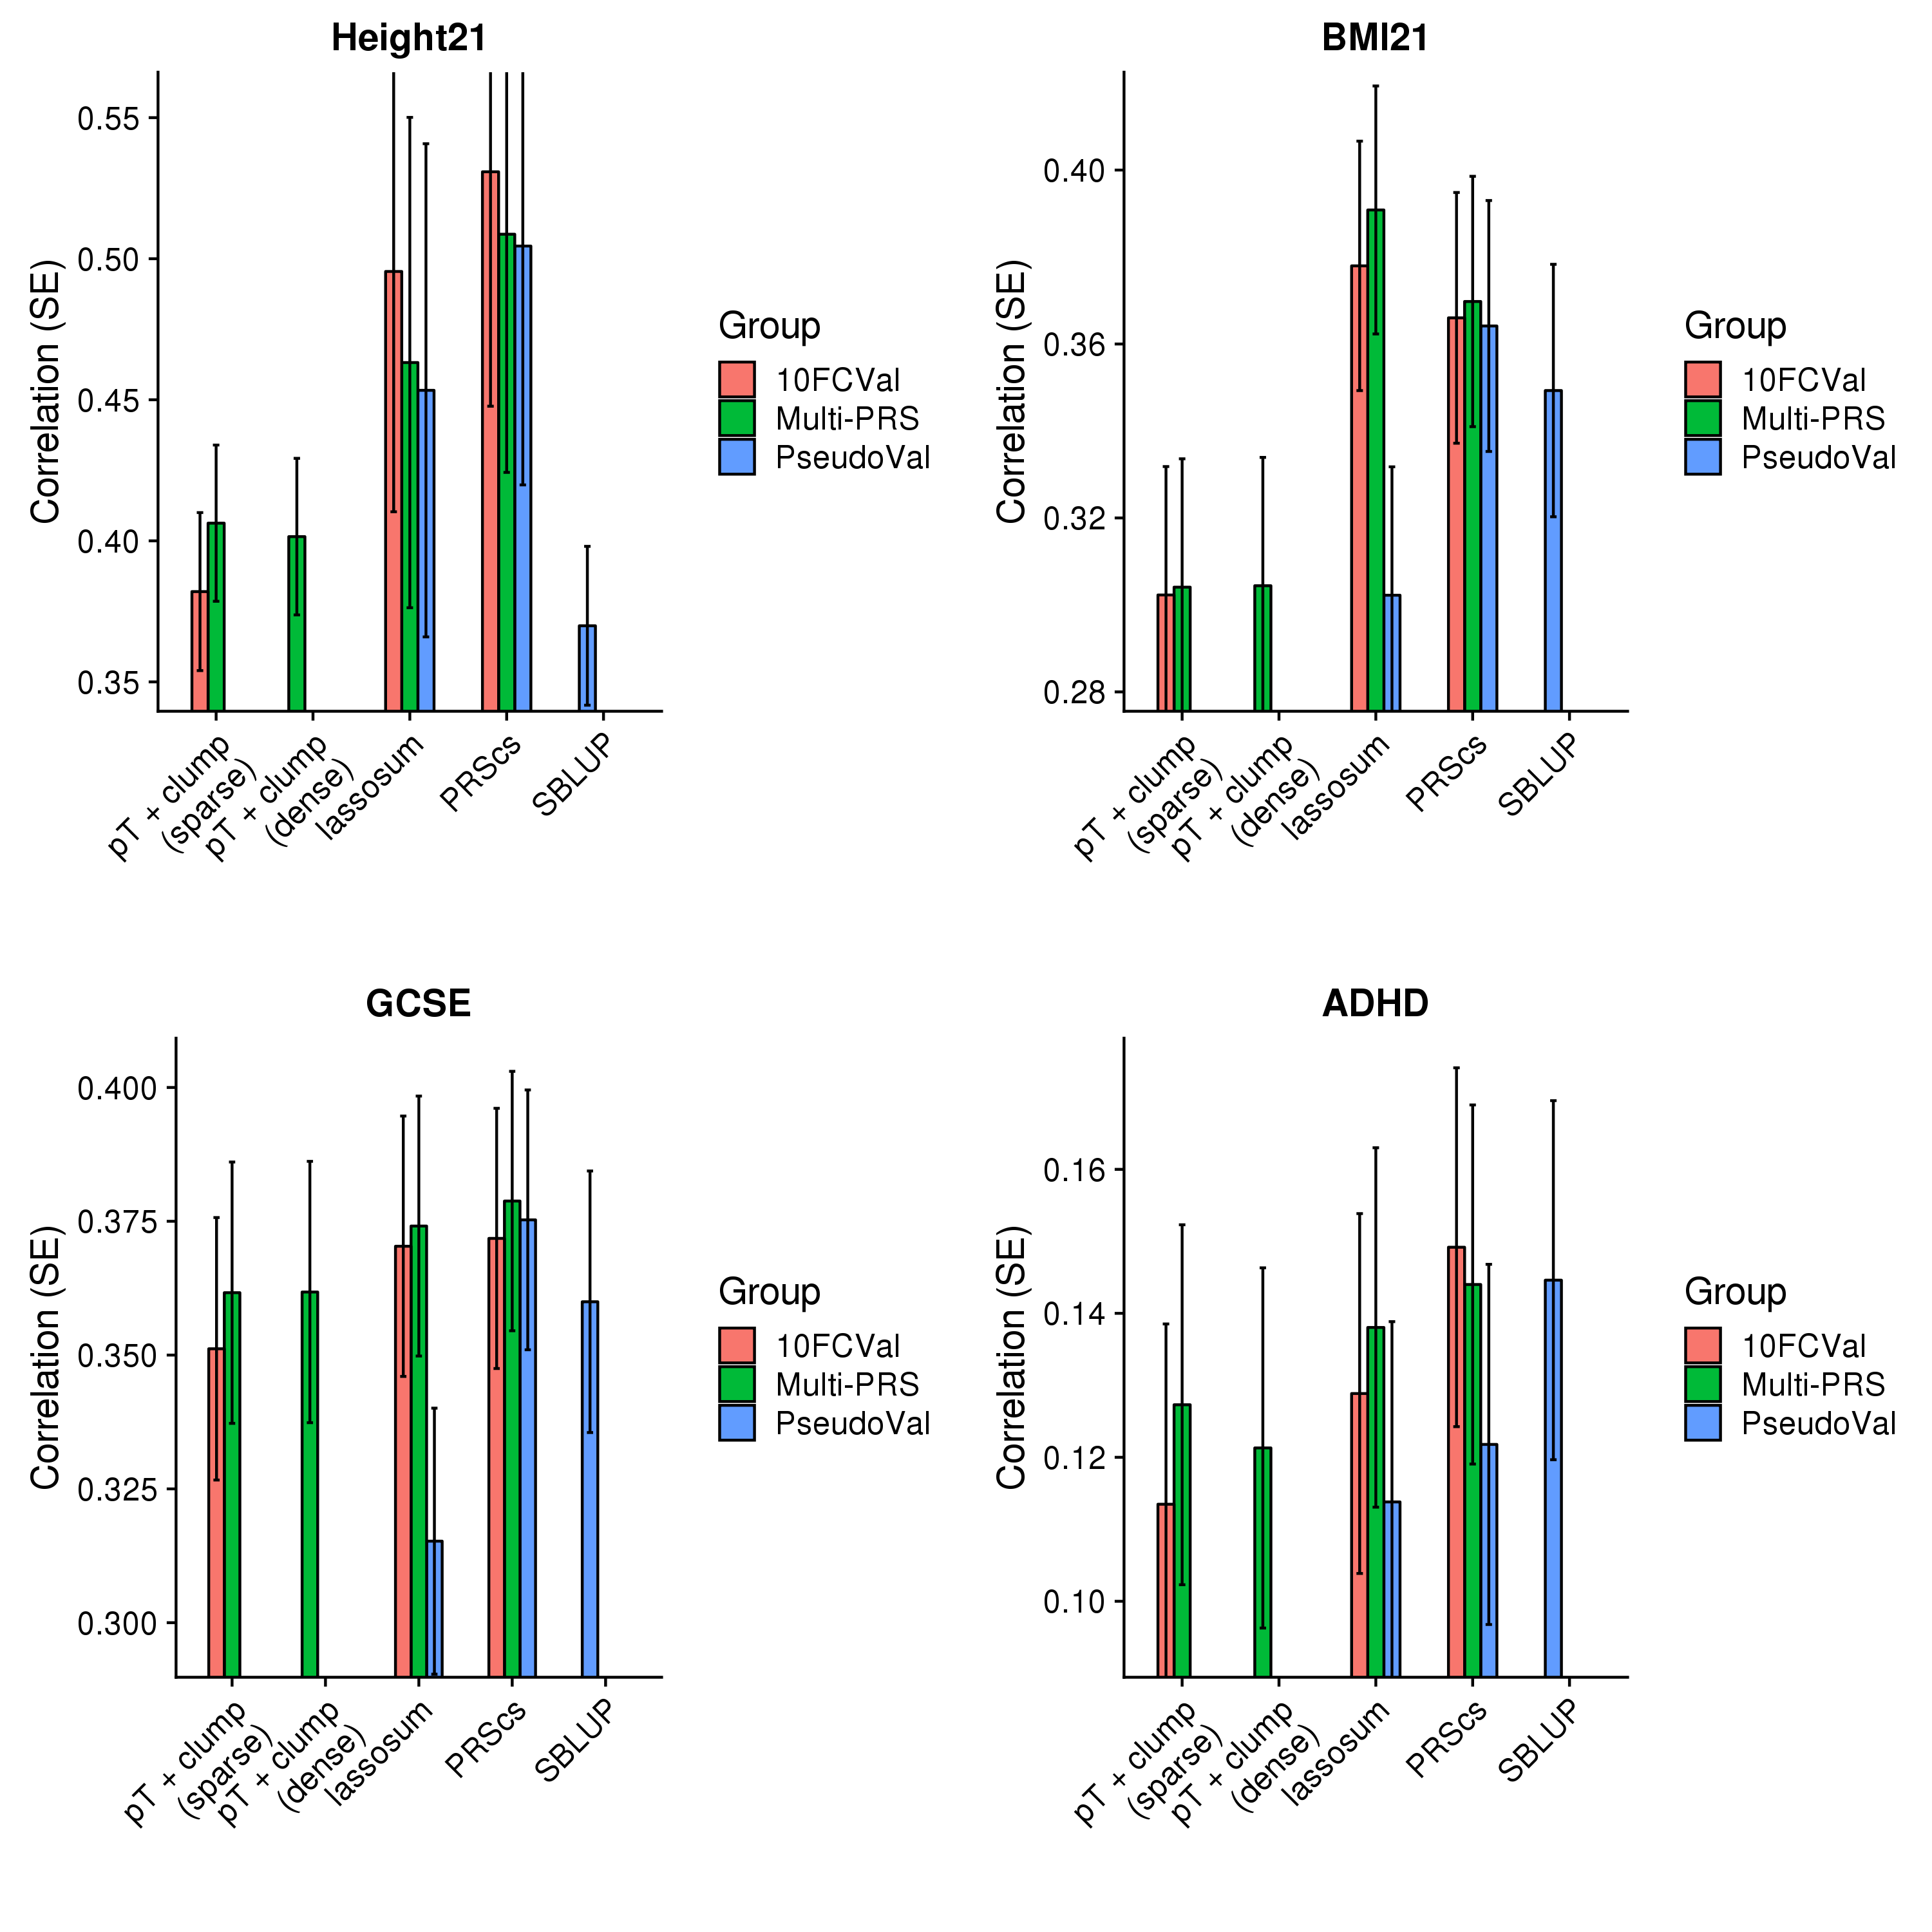 Height21
Correlation (SE)
0.55
0.50
0.45
0.40
0.35
pT + clump
(sparse)
pT + clump
(dense)
lassosum
PRScs
SBLUP
Group
10FCVal
Multi-PRS
PseudoVal
BMI21
Correlation (SE)
0.40
0.36
0.32
0.28
pT + clump
(sparse)
pT + clump
(dense)
lassosum
PRScs
SBLUP
Group
10FCVal
Multi-PRS
PseudoVal
GCSE
Correlation (SE)
0.400
0.375
0.350
0.325
0.300
pT + clump
(sparse)
pT + clump
(dense)
lassosum
PRScs
SBLUP
Group
10FCVal
Multi-PRS
PseudoVal
ADHD
Correlation (SE)
0.16
0.14
0.12
0.10
pT + clump
(sparse)
pT + clump
(dense)
lassosum
PRScs
SBLUP
Group
10FCVal
Multi-PRS
PseudoVal